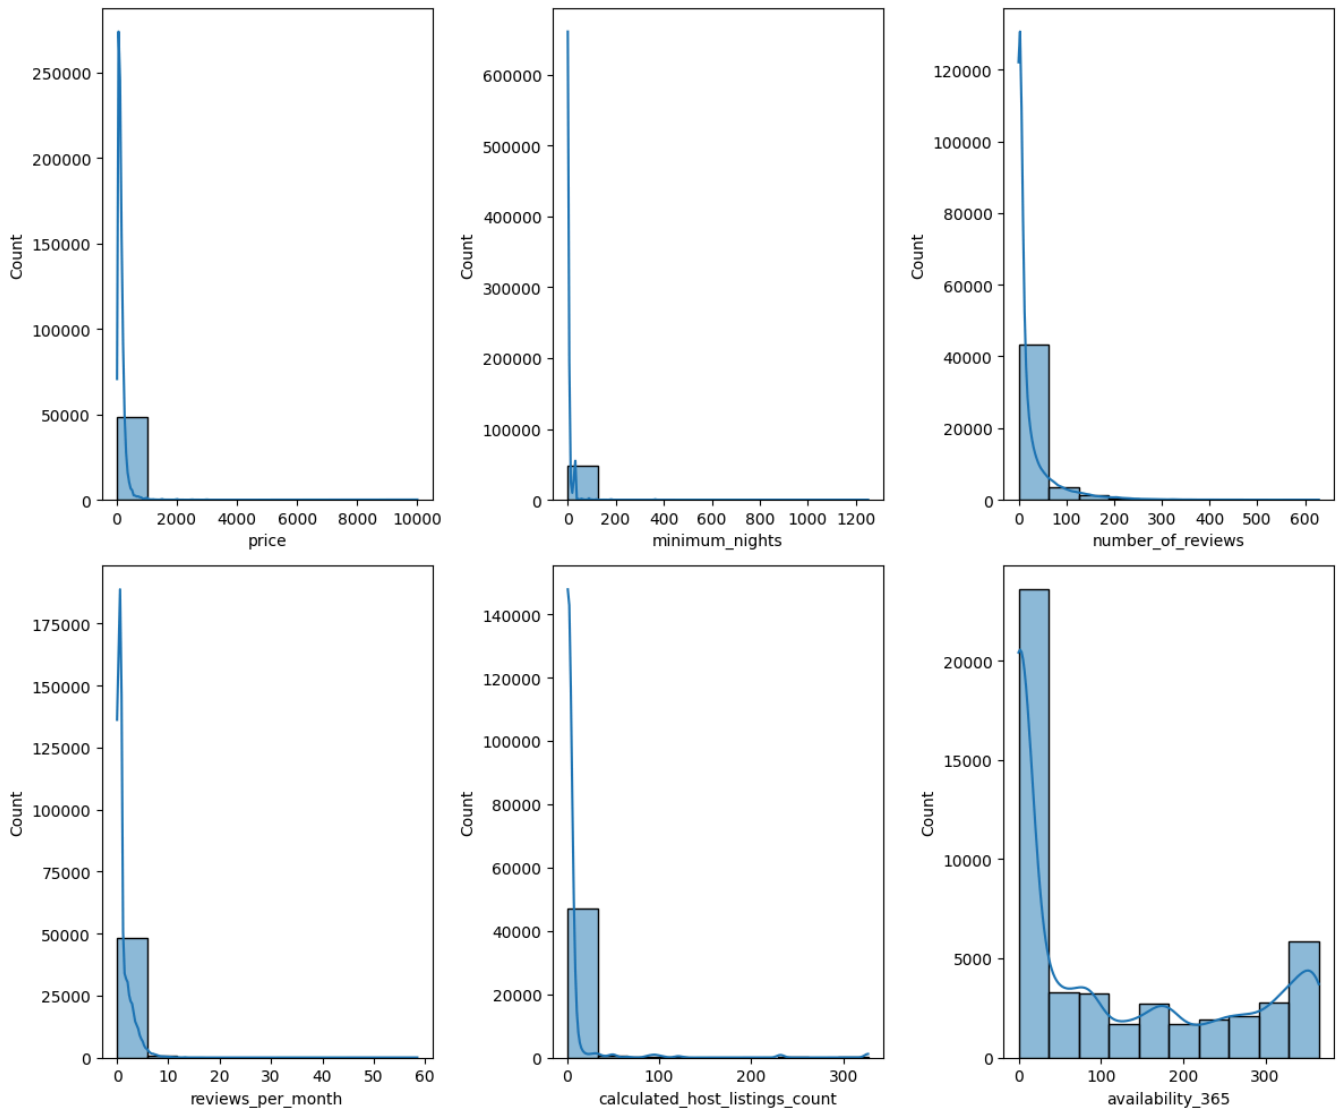 250000
200000
150000
100000
50000
0
Count
0 2000 4000 6000 8000 10000
price
600000
500000
400000
300000
200000
100000
0
Count
0 200 400 600 800 1000 1200
minimum_nights
120000
100000
80000
60000
40000
20000
0
Count
0 100 200 300 400 500 600
number_of_reviews
175000
150000
125000
100000
75000
50000
25000
0
Count
0 10 20 30 40 50 60
reviews_per_month
140000
120000
100000
80000
60000
40000
20000
0
Count
0 100 200 300
calculated_host_listings_count
20000
15000
10000
5000
0
Count
0 100 200 300
availability_365